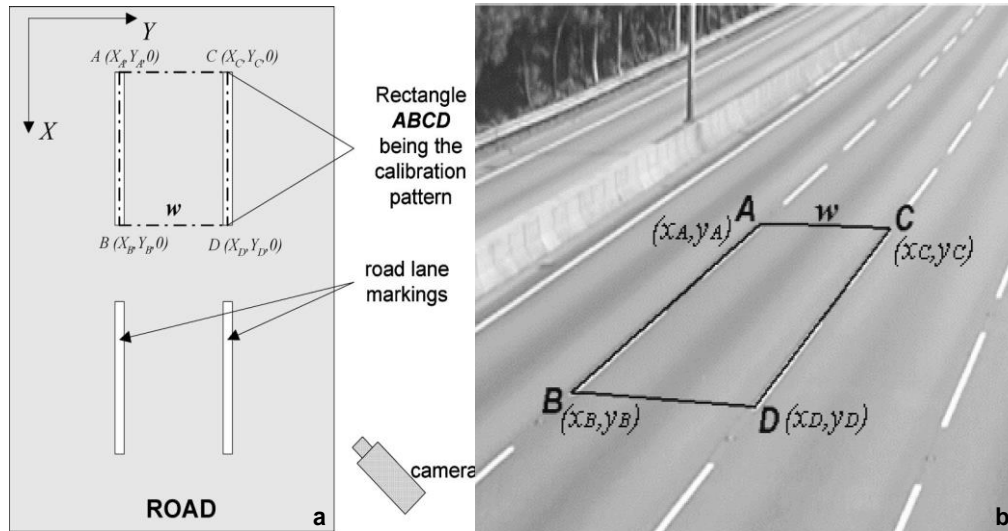 Y
X
A (X_A, Y_A, 0)
C (X_C, Y_C, 0)
w
B (X_B, Y_B, 0)
D (X_D, Y_D, 0)
Rectangle
ABCD
being the
calibration
pattern
road lane
markings
camera
ROAD
a
A
w
C
(x_A, y_A)
(x_C, y_C)
B
(x_B, y_B)
D (x_D, y_D)
b